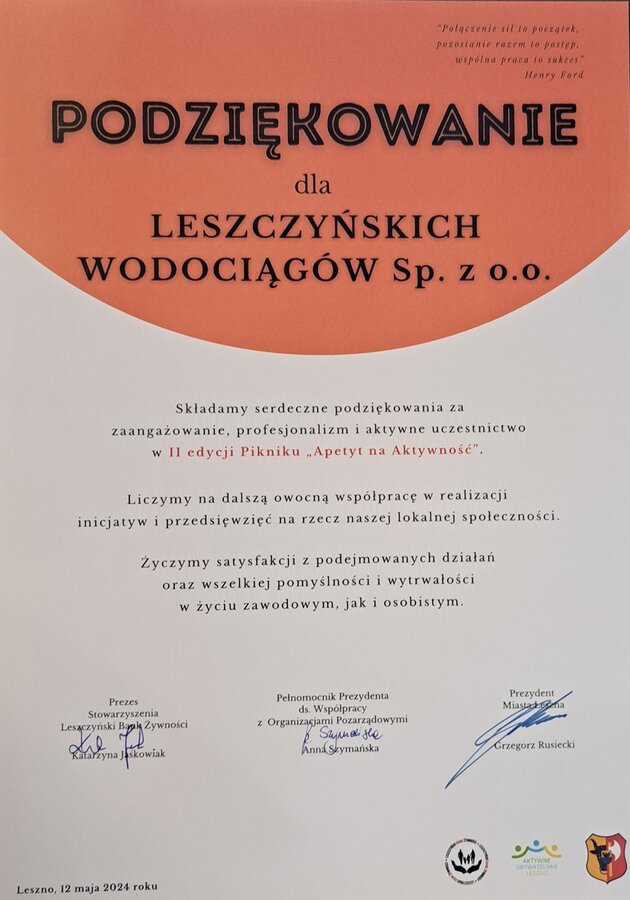 "Połączenie sił to początek,
pozostanie razem to postęp,
wspólna praca to sukces"
Henry Ford
PODZIĘKOWANIE
dla
LESZCZYŃSKICH
WODOCIĄGÓW Sp. z o.o.
Składamy serdeczne podziękowania za
zaangażowanie, profesjonalizm i aktywne uczestnictwo
w II edycji Pikniku „Apetyt na Aktywność".
Liczymy na dalszą owocną współpracę w realizacji
inicjatyw i przedsięwzięć na rzecz naszej lokalnej społeczności.
Życzymy satysfakcji z podejmowanych działań
oraz wszelkiej pomyślności i wytrwałości
w życiu zawodowym, jak i osobistym.
Prezes
Stowarzyszenia
Leszczyński Bank Żywności
Katarzyna Jaśkowiak
Pełnomocnik Prezydenta
ds. Współpracy
z Organizacjami Pozarządowymi
Anna Szymańska
Prezydent
Miasta Leszna
Grzegorz Rusiecki
AKTYWNE
OBYWATELSKIE
LESZNO
Leszno, 12 maja 2024 roku